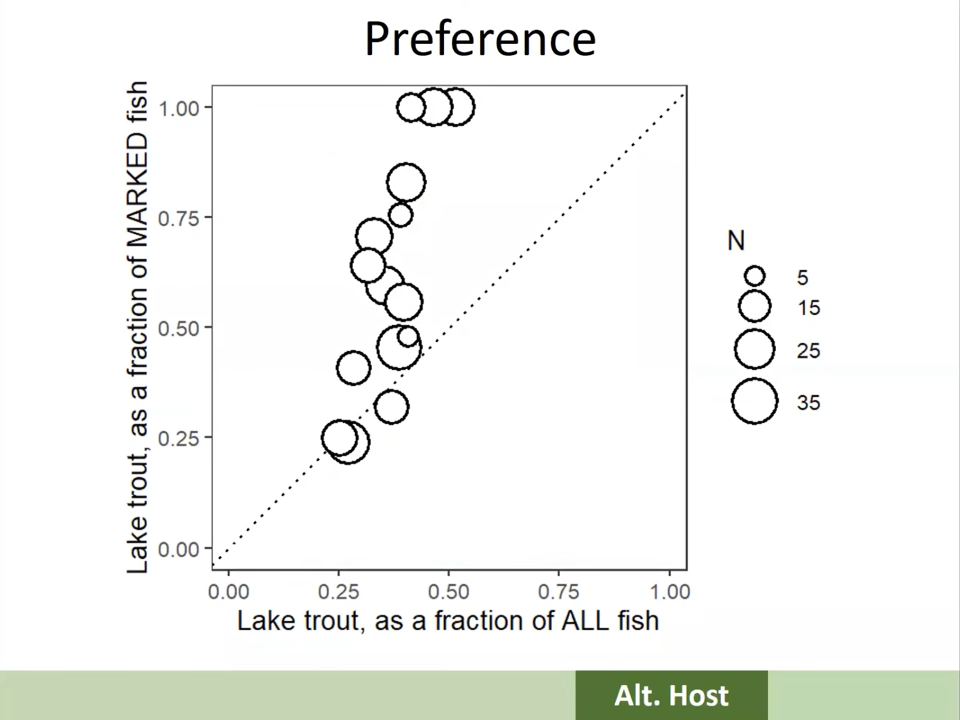 Preference
Lake trout, as a fraction of MARKED fish
1.00
0.75
0.50
0.25
0.00
0.00 0.25 0.50 0.75 1.00
Lake trout, as a fraction of ALL fish
N
5
15
25
35
Alt. Host